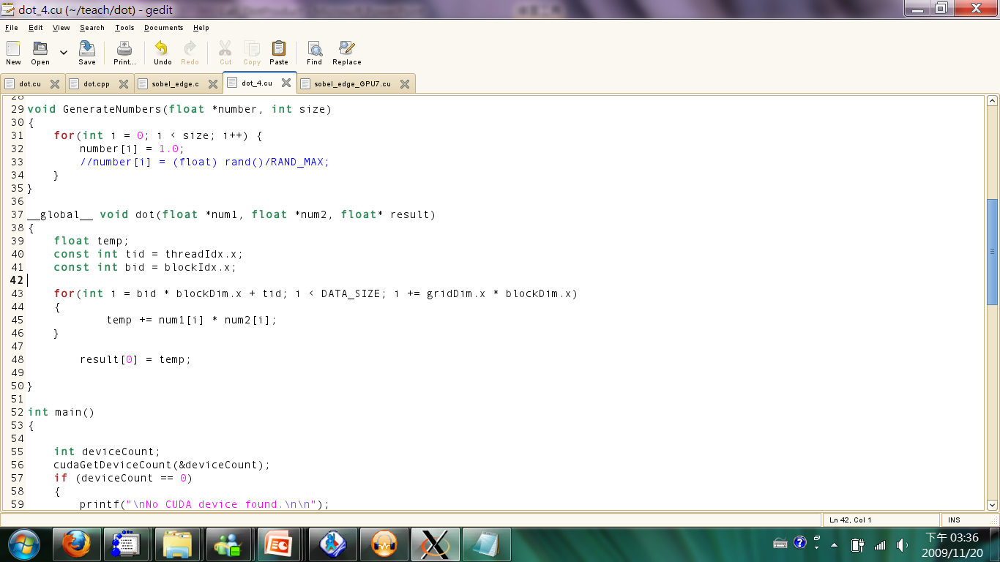 dot_4.cu (~/teach/dot) - gedit
File Edit View Search Tools Documents Help
New Open Save Print... Undo Redo Cut Copy Paste Find Replace
dot.cu dot.cpp sobel_edge.c dot_4.cu sobel_edge_GPU7.cu
28
29 void GenerateNumbers(float *number, int size)
30 {
31 for(int i = 0; i < size; i++) {
32 number[i] = 1.0;
33 //number[i] = (float) rand()/RAND_MAX;
34 }
35 }
36
37 __global__ void dot(float *num1, float *num2, float* result)
38 {
39 float temp;
40 const int tid = threadIdx.x;
41 const int bid = blockIdx.x;
42
43 for(int i = bid * blockDim.x + tid; i < DATA_SIZE; i += gridDim.x * blockDim.x)
44 {
45 temp += num1[i] * num2[i];
46 }
47
48 result[0] = temp;
49
50 }
51
52 int main()
53 {
54
55 int deviceCount;
56 cudaGetDeviceCount(&deviceCount);
57 if (deviceCount == 0)
58 {
59 printf("\nNo CUDA device found.\n\n");
Ln 42, Col 1 INS
下午 03:36
2009/11/20